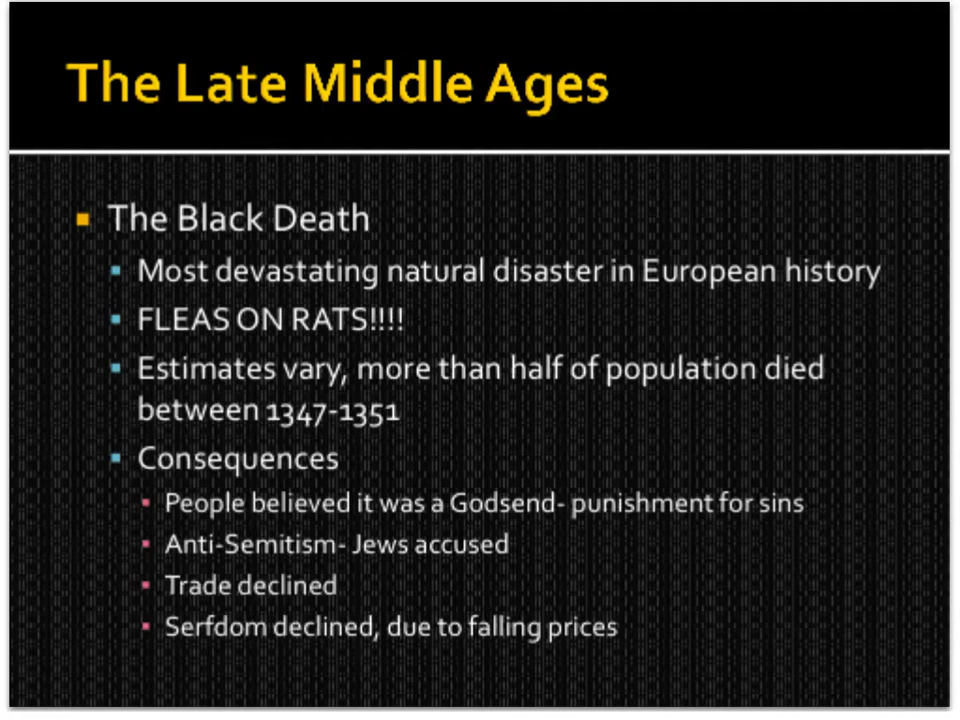 The Late Middle Ages
The Black Death
Most devastating natural disaster in European history
FLEAS ON RATS!!!!
Estimates vary, more than half of population died
between 1347-1351
Consequences
People believed it was a Godsend- punishment for sins
Anti-Semitism- Jews accused
Trade declined
Serfdom declined, due to falling prices